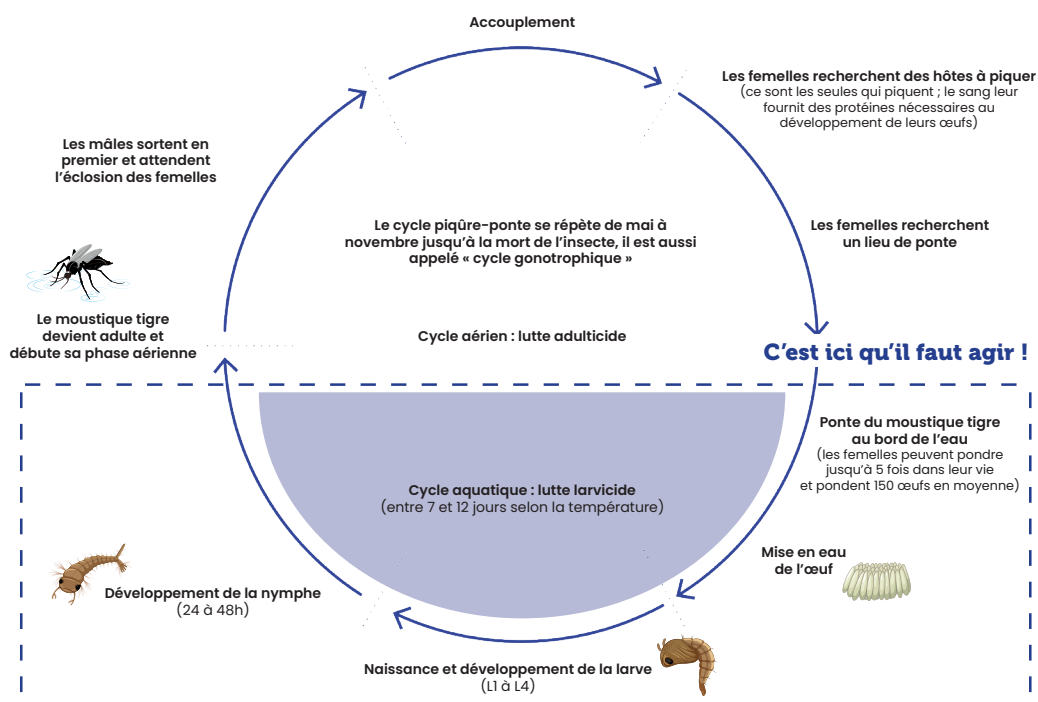 Accouplement
Les femelles recherchent des hôtes à piquer
(ce sont les seules qui piquent ; le sang leur
fournit des protéines nécessaires au
développement de leurs œufs)
Les mâles sortent en
premier et attendent
l'éclosion des femelles
Le cycle piqûre-ponte se répète de mai à
novembre jusqu'à la mort de l'insecte, il est aussi
appelé « cycle gonotrophique »
Les femelles recherchent
un lieu de ponte
Le moustique tigre
devient adulte et
débute sa phase aérienne
Cycle aérien : lutte adulticide
C'est ici qu'il faut agir !
Ponte du moustique tigre
au bord de l'eau
(les femelles peuvent pondre
jusqu'à 5 fois dans leur vie
et pondent 150 œufs en moyenne)
Cycle aquatique : lutte larvicide
(entre 7 et 12 jours selon la température)
Mise en eau
de l'œuf
Développement de la nymphe
(24 à 48h)
Naissance et développement de la larve
(L1 à L4)